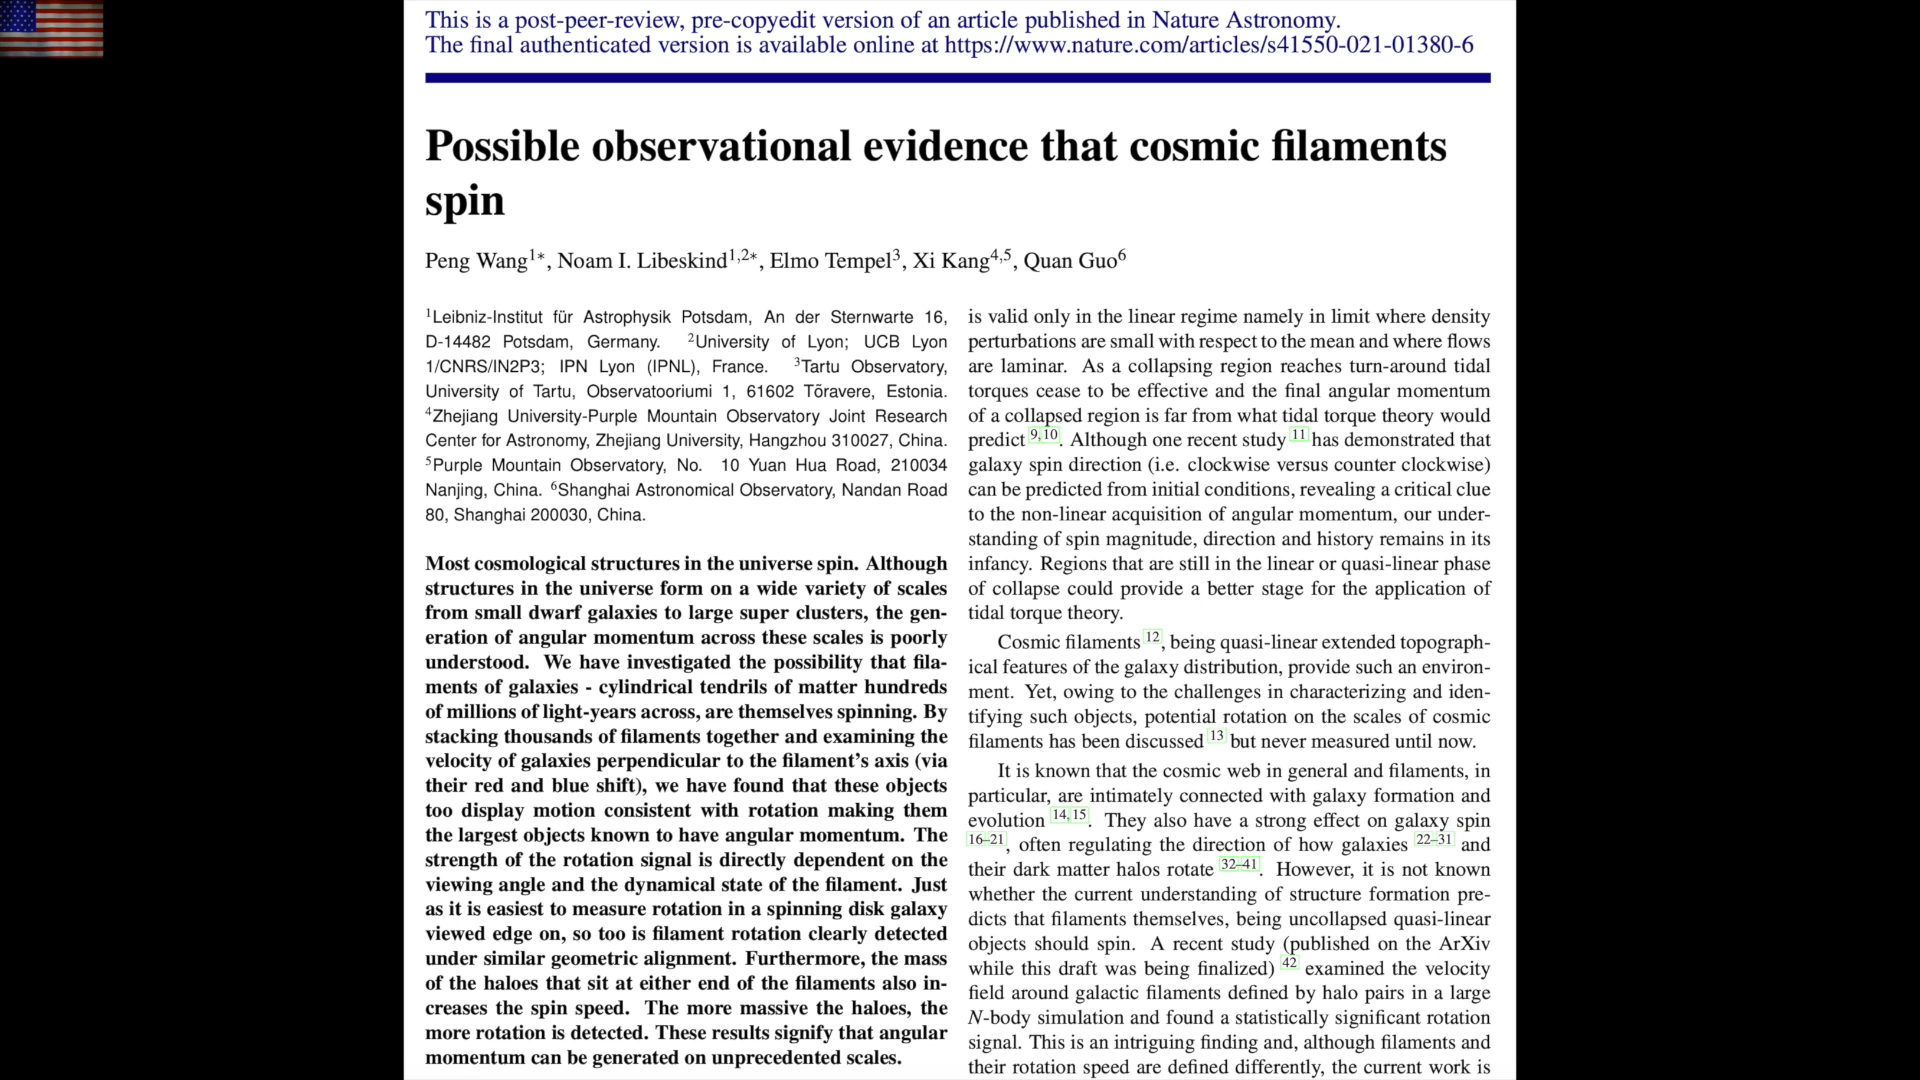 This is a post-peer-review, pre-copyedit version of an article published in Nature Astronomy.
The final authenticated version is available online at https://www.nature.com/articles/s41550-021-01380-6
Possible observational evidence that cosmic filaments
spin
Peng Wang1∗, Noam I. Libeskind1,2∗, Elmo Tempel3, Xi Kang4,5, Quan Guo6
1Leibniz-Institut für Astrophysik Potsdam, An der Sternwarte 16,
D-14482 Potsdam, Germany. 2University of Lyon; UCB Lyon
1/CNRS/IN2P3; IPN Lyon (IPNL), France. 3Tartu Observatory,
University of Tartu, Observatooriumi 1, 61602 Tõravere, Estonia.
4Zhejiang University-Purple Mountain Observatory Joint Research
Center for Astronomy, Zhejiang University, Hangzhou 310027, China.
5Purple Mountain Observatory, No. 10 Yuan Hua Road, 210034
Nanjing, China. 6Shanghai Astronomical Observatory, Nandan Road
80, Shanghai 200030, China.
Most cosmological structures in the universe spin. Although
structures in the universe form on a wide variety of scales
from small dwarf galaxies to large super clusters, the gen-
eration of angular momentum across these scales is poorly
understood. We have investigated the possibility that fila-
ments of galaxies - cylindrical tendrils of matter hundreds
of millions of light-years across, are themselves spinning. By
stacking thousands of filaments together and examining the
velocity of galaxies perpendicular to the filament's axis (via
their red and blue shift), we have found that these objects
too display motion consistent with rotation making them
the largest objects known to have angular momentum. The
strength of the rotation signal is directly dependent on the
viewing angle and the dynamical state of the filament. Just
as it is easiest to measure rotation in a spinning disk galaxy
viewed edge on, so too is filament rotation clearly detected
under similar geometric alignment. Furthermore, the mass
of the haloes that sit at either end of the filaments also in-
creases the spin speed. The more massive the haloes, the
more rotation is detected. These results signify that angular
momentum can be generated on unprecedented scales.
is valid only in the linear regime namely in limit where density
perturbations are small with respect to the mean and where flows
are laminar. As a collapsing region reaches turn-around tidal
torques cease to be effective and the final angular momentum
of a collapsed region is far from what tidal torque theory would
predict 9,10. Although one recent study 11 has demonstrated that
galaxy spin direction (i.e. clockwise versus counter clockwise)
can be predicted from initial conditions, revealing a critical clue
to the non-linear acquisition of angular momentum, our under-
standing of spin magnitude, direction and history remains in its
infancy. Regions that are still in the linear or quasi-linear phase
of collapse could provide a better stage for the application of
tidal torque theory.
Cosmic filaments 12, being quasi-linear extended topograph-
ical features of the galaxy distribution, provide such an environ-
ment. Yet, owing to the challenges in characterizing and iden-
tifying such objects, potential rotation on the scales of cosmic
filaments has been discussed 13 but never measured until now.
It is known that the cosmic web in general and filaments, in
particular, are intimately connected with galaxy formation and
evolution 14,15. They also have a strong effect on galaxy spin
16–21, often regulating the direction of how galaxies 22–31 and
their dark matter halos rotate 32–41. However, it is not known
whether the current understanding of structure formation pre-
dicts that filaments themselves, being uncollapsed quasi-linear
objects should spin. A recent study (published on the ArXiv
while this draft was being finalized) 42 examined the velocity
field around galactic filaments defined by halo pairs in a large
N-body simulation and found a statistically significant rotation
signal. This is an intriguing finding and, although filaments and
their rotation speed are defined differently, the current work is